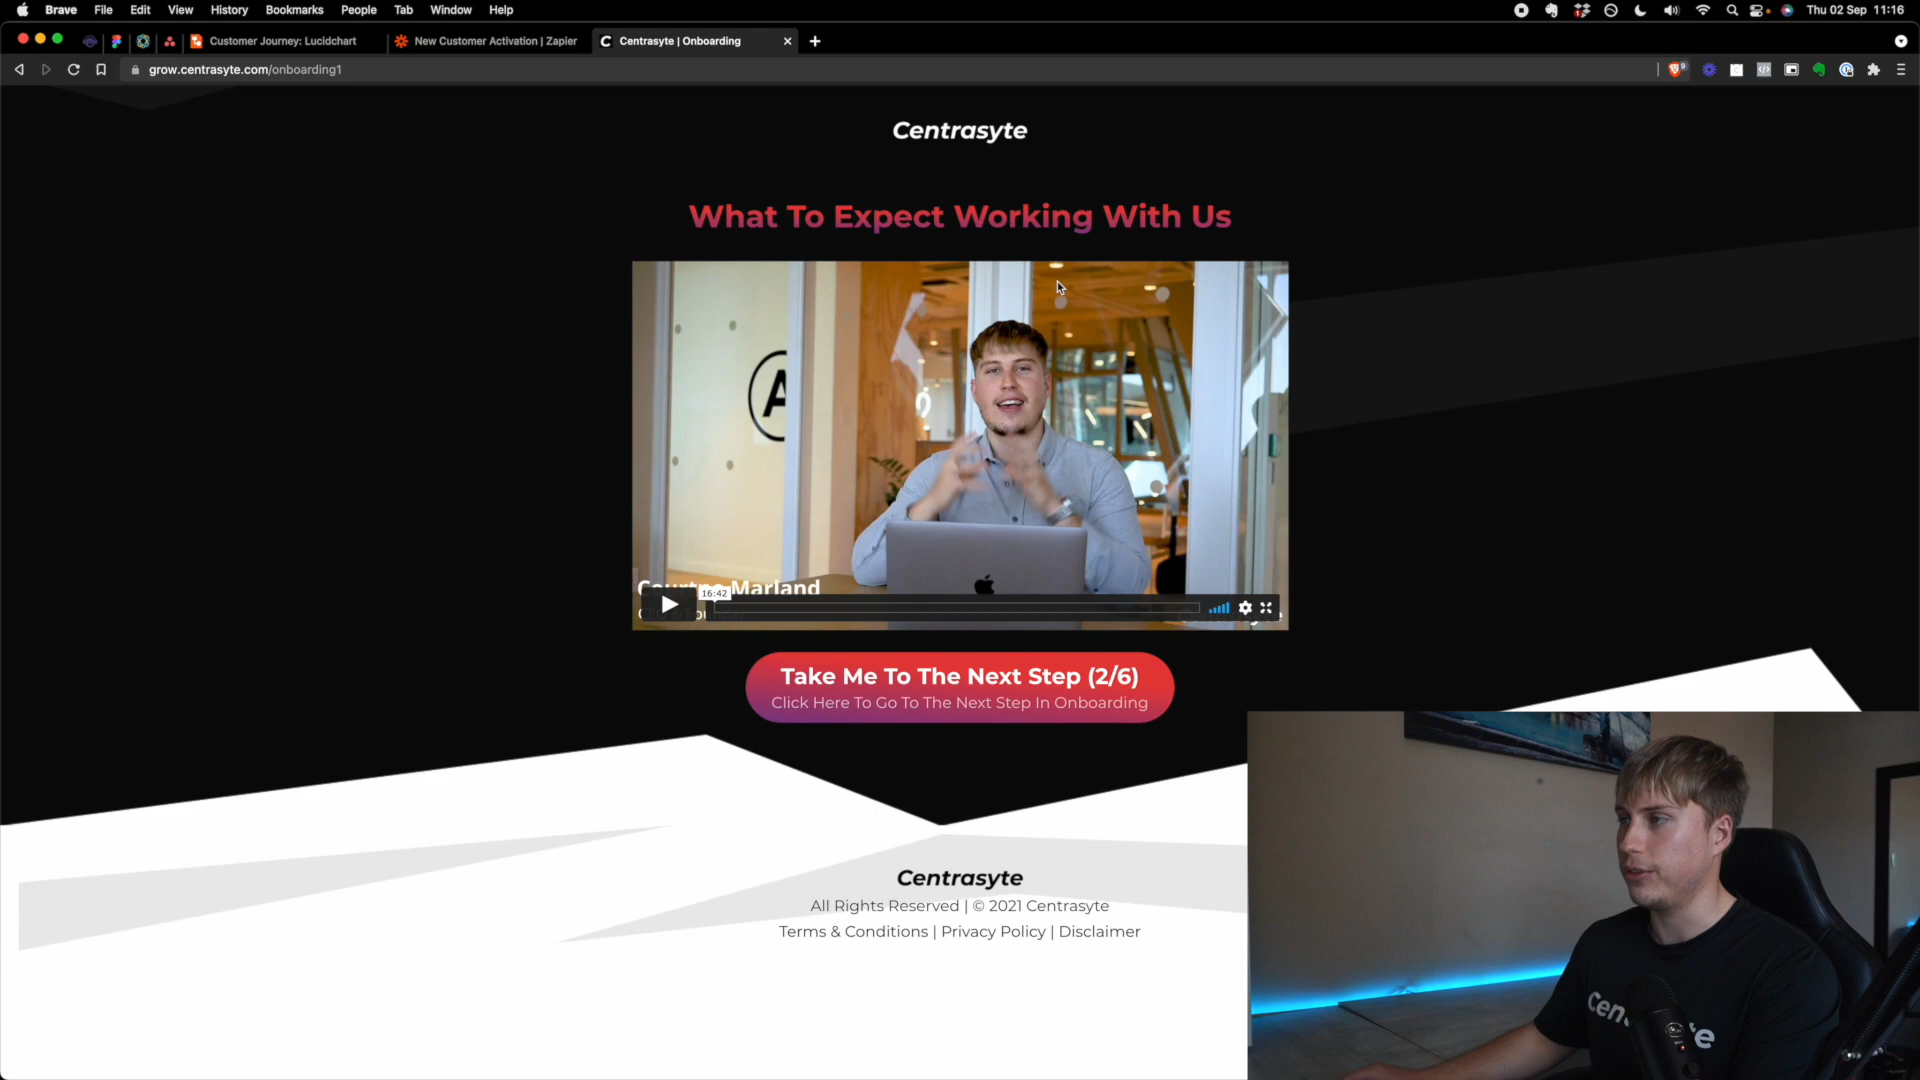 Brave File Edit View History Bookmarks People Tab Window Help Thu 02 Sep 11:16
Customer Journey: Lucidchart New Customer Activation | Zapier Centrasyte | Onboarding
grow.centrasyte.com/onboarding1
Centrasyte
What To Expect Working With Us
A
Marland
16:42
Take Me To The Next Step (2/6)
Click Here To Go To The Next Step In Onboarding
Centrasyte
All Rights Reserved | © 2021 Centrasyte
Terms & Conditions | Privacy Policy | Disclaimer